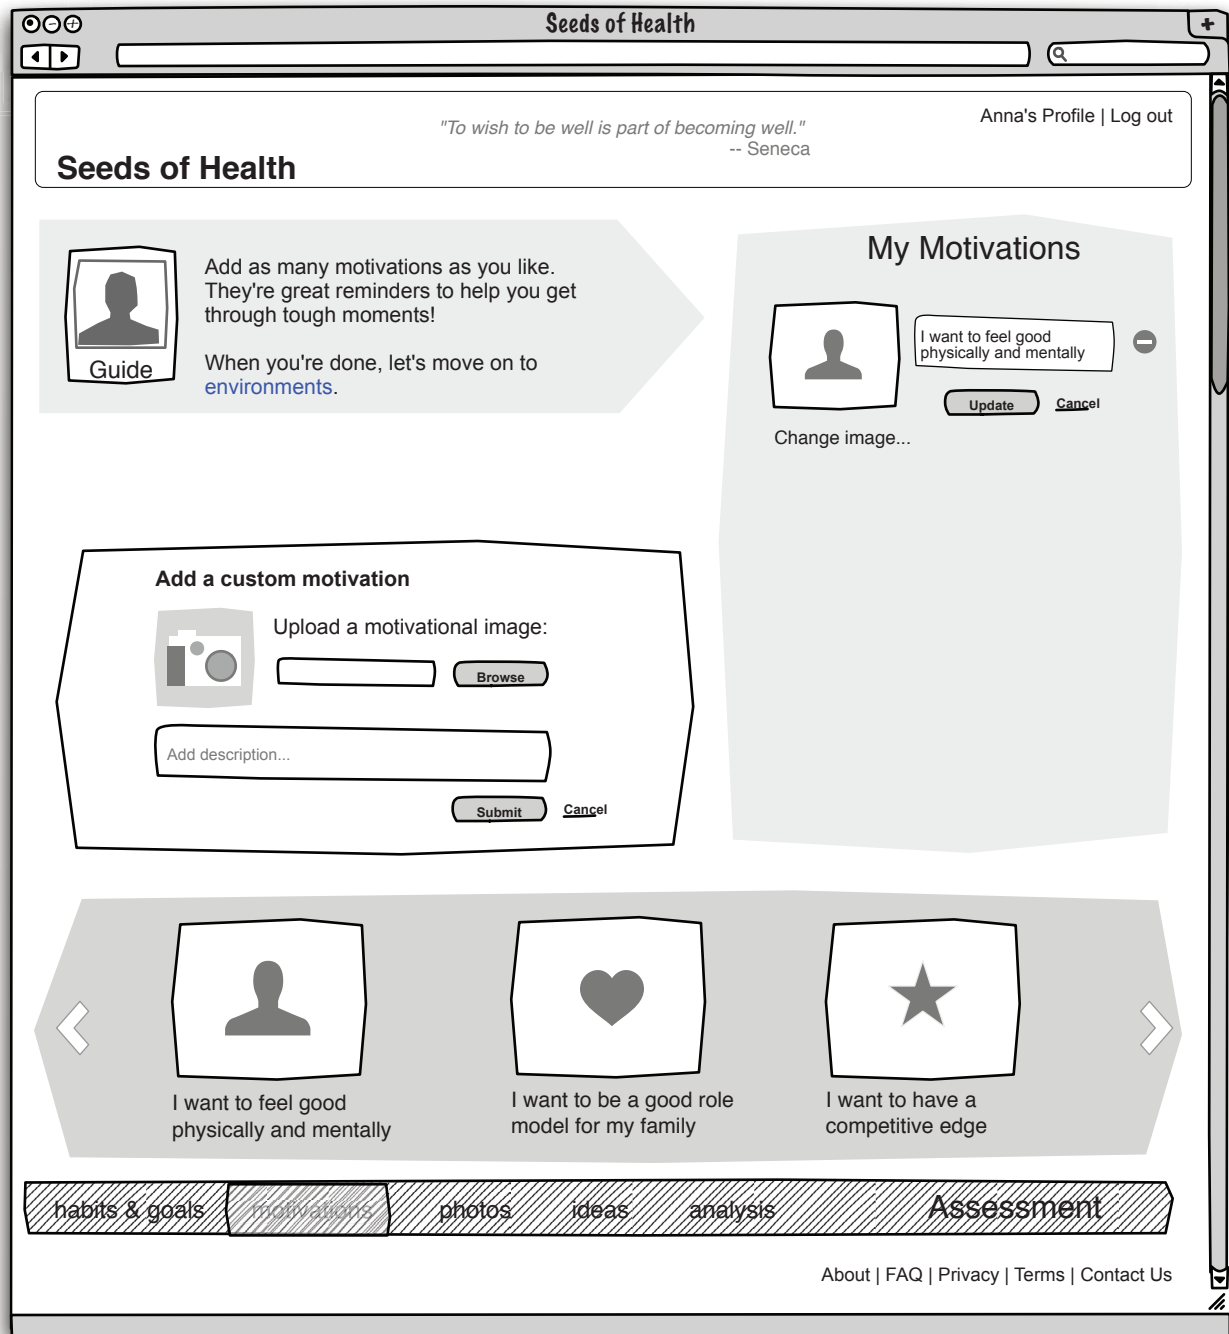 Seeds of Health
"To wish to be well is part of becoming well."
-- Seneca
Anna's Profile | Log out
Seeds of Health
Add as many motivations as you like.
They're great reminders to help you get
through tough moments!
When you're done, let's move on to
environments.
Guide
My Motivations
I want to feel good
physically and mentally
Update
Cancel
Change image...
Add a custom motivation
Upload a motivational image:
Browse
Add description...
Submit
Cancel
I want to feel good
physically and mentally
I want to be a good role
model for my family
I want to have a
competitive edge
habits & goals
motivations
photos
ideas
analysis
Assessment
About | FAQ | Privacy | Terms | Contact Us